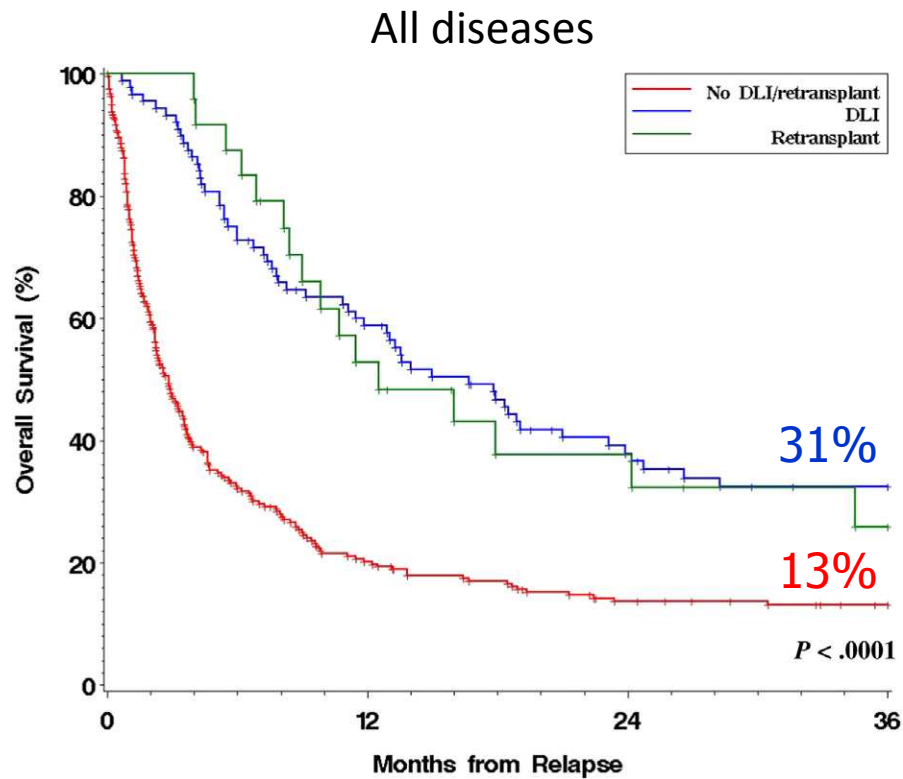 All diseases
No DLI/retransplant
DLI
Retransplant
Overall Survival (%)
100
80
60
40
20
0
31%
13%
P < .0001
0 12 24 36
Months from Relapse